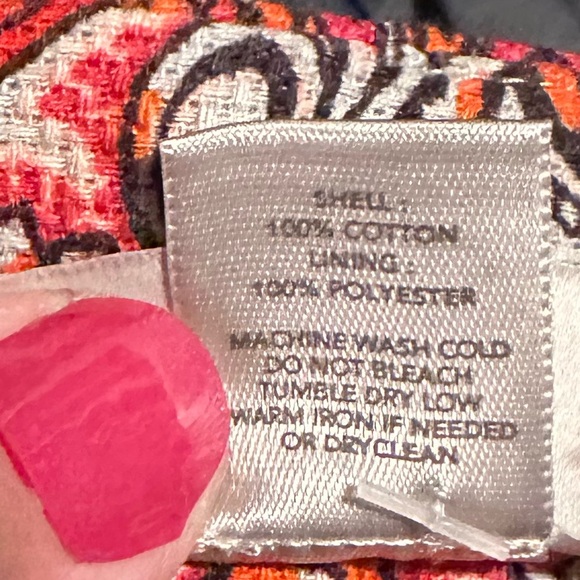 SHELL :
100% COTTON
LINING :
100% POLYESTER
MACHINE WASH COLD
DO NOT BLEACH
TUMBLE DRY LOW
WARM IRON IF NEEDED
OR DRYCLEAN